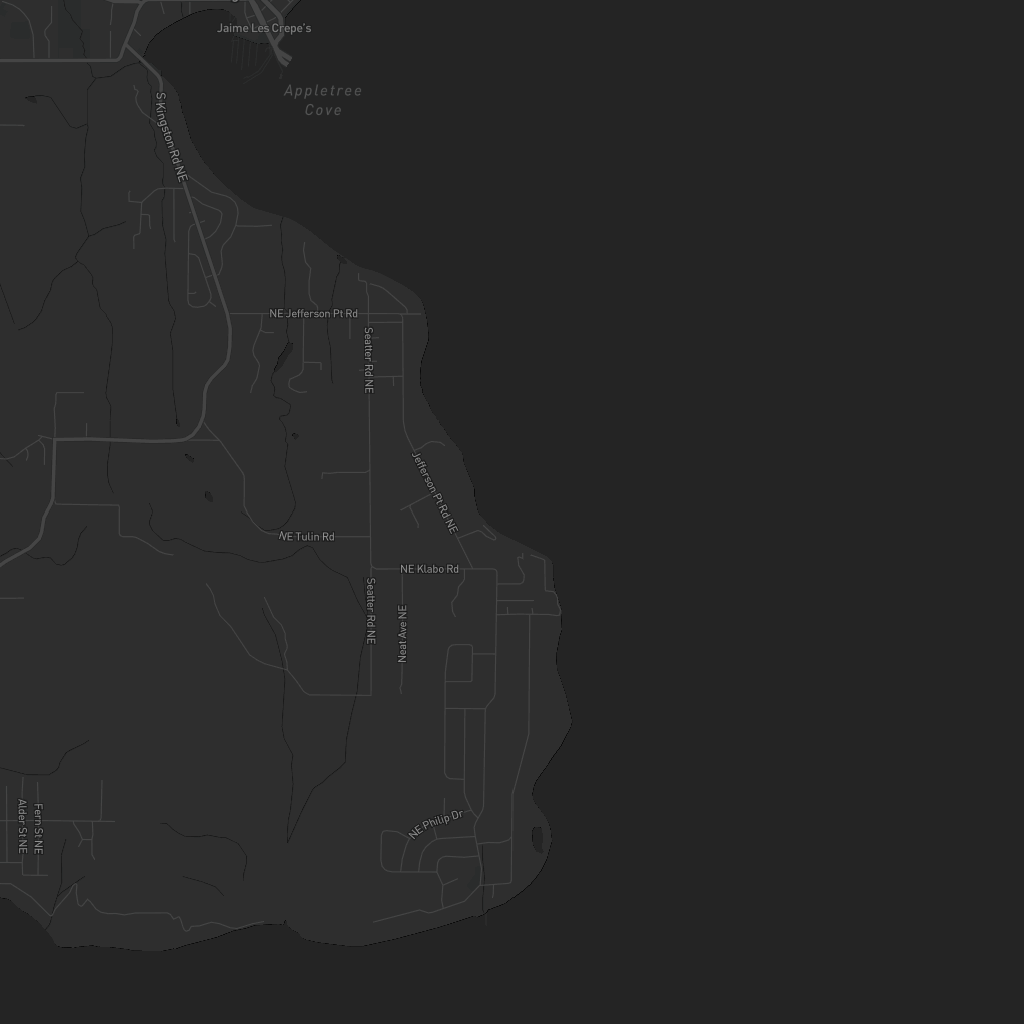 Jaime Les Crepe's
Appletree
Cove
S Kingston Rd NE
NE Jefferson Pt Rd
Seatter Rd NE
Jefferson Pt Rd NE
NE Tulin Rd
NE Klabo Rd
Seatter Rd NE
Neat Ave NE
Alder St NE
Fern St NE
NE Philip Dr